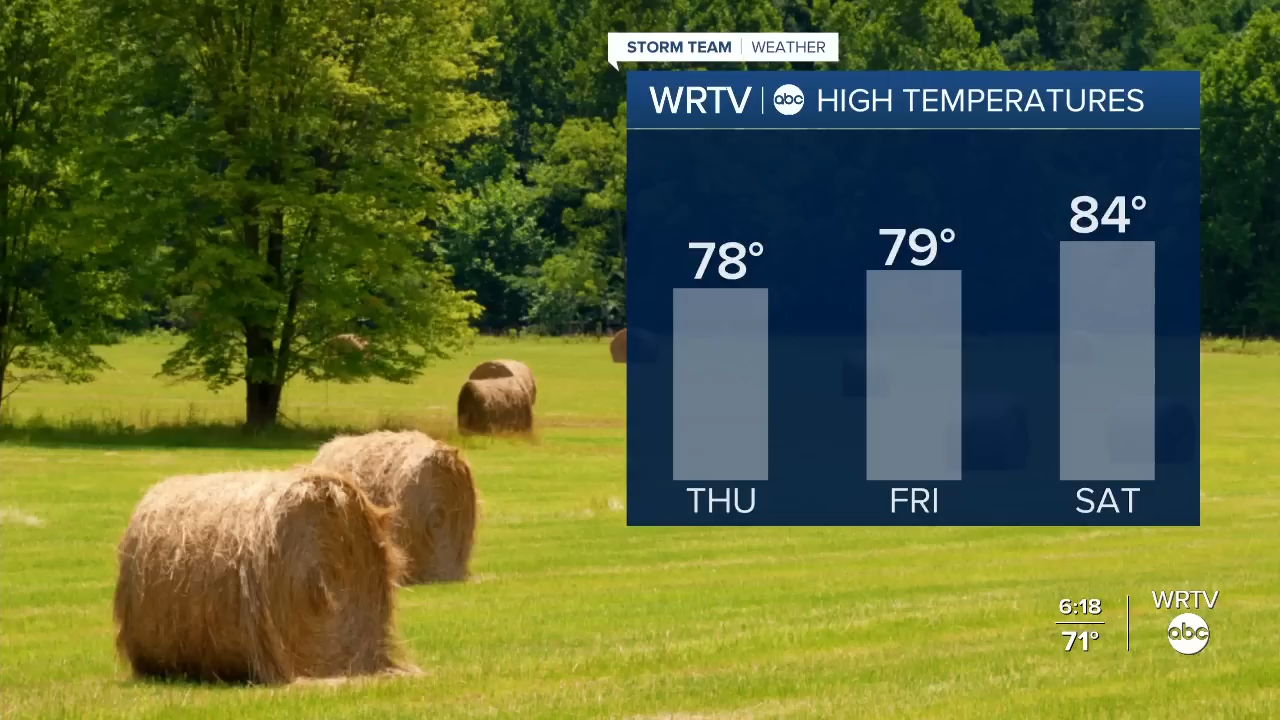 STORM TEAM | WEATHER
WRTV | abc HIGH TEMPERATURES
78° 79° 84°
THU FRI SAT
6:18
71°
WRTV
abc